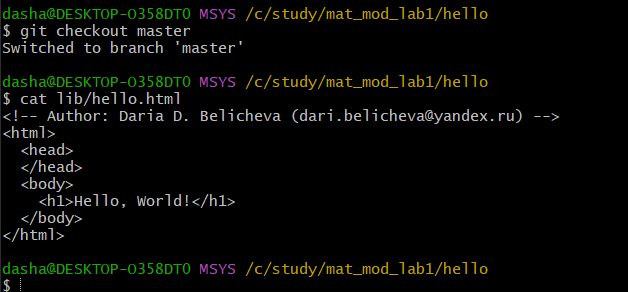 dasha@DESKTOP-O358DT0 MSYS /c/study/mat_mod_lab1/hello
$ git checkout master
Switched to branch 'master'
dasha@DESKTOP-O358DT0 MSYS /c/study/mat_mod_lab1/hello
$ cat lib/hello.html
<!-- Author: Daria D. Belicheva (dari.belicheva@yandex.ru) -->
<html>
  <head>
  </head>
  <body>
    <h1>Hello, World!</h1>
  </body>
</html>
dasha@DESKTOP-O358DT0 MSYS /c/study/mat_mod_lab1/hello
$